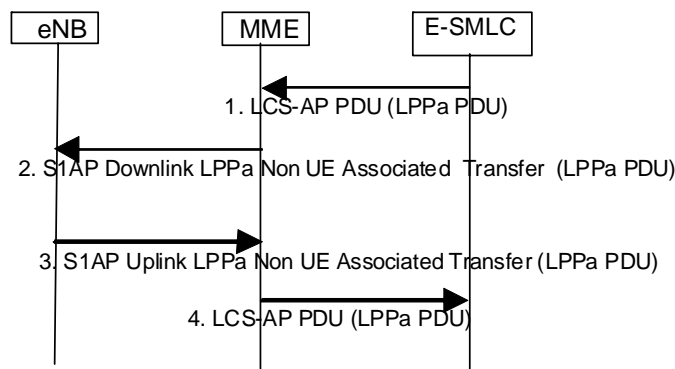 eNB
MME
E-SMLC
1. LCS-AP PDU (LPPa PDU)
2. S1AP Downlink LPPa Non UE Associated Transfer (LPPa PDU)
3. S1AP Uplink LPPa Non UE Associated Transfer (LPPa PDU)
4. LCS-AP PDU (LPPa PDU)